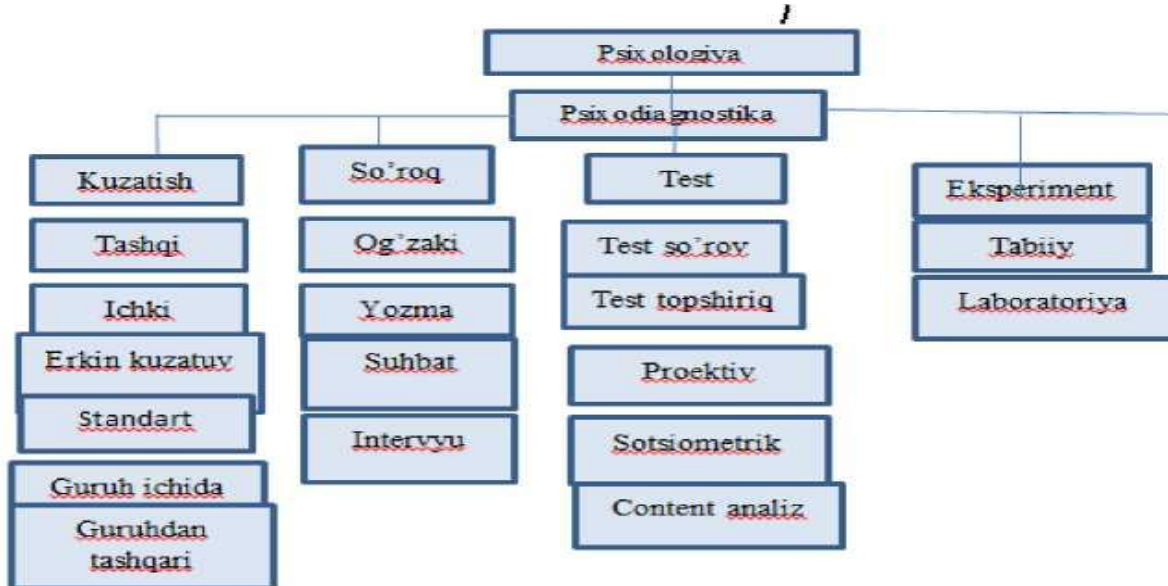 Psixologiya
Psixodiagnostika
Kuzatish
Tashqi
Ichki
Erkin kuzatuv
Standart
Guruh ichida
Guruhdan
tashqari
So’roq
Og’zaki
Yozma
Suhbat
Intervyu
Test
Test so’rov
Test topshiriq
Proektiv
Sotsiometrik
Content analiz
Eksperiment
Tabiiy
Laboratoriya